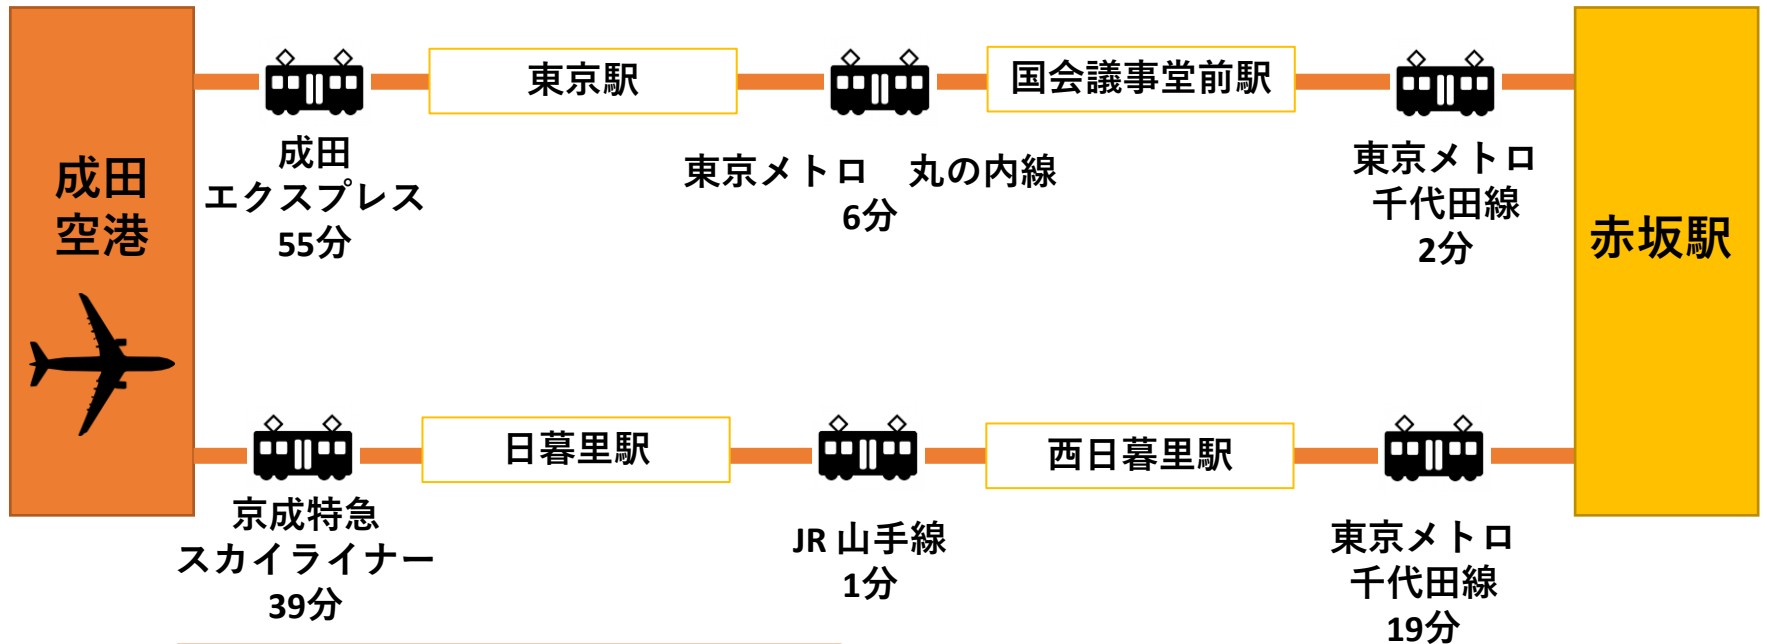 成田
空港
成田
エクスプレス
55分
東京駅
東京メトロ　丸の内線
6分
国会議事堂前駅
東京メトロ
千代田線
2分
赤坂駅
京成特急
スカイライナー
39分
日暮里駅
JR 山手線
1分
西日暮里駅
東京メトロ
千代田線
19分